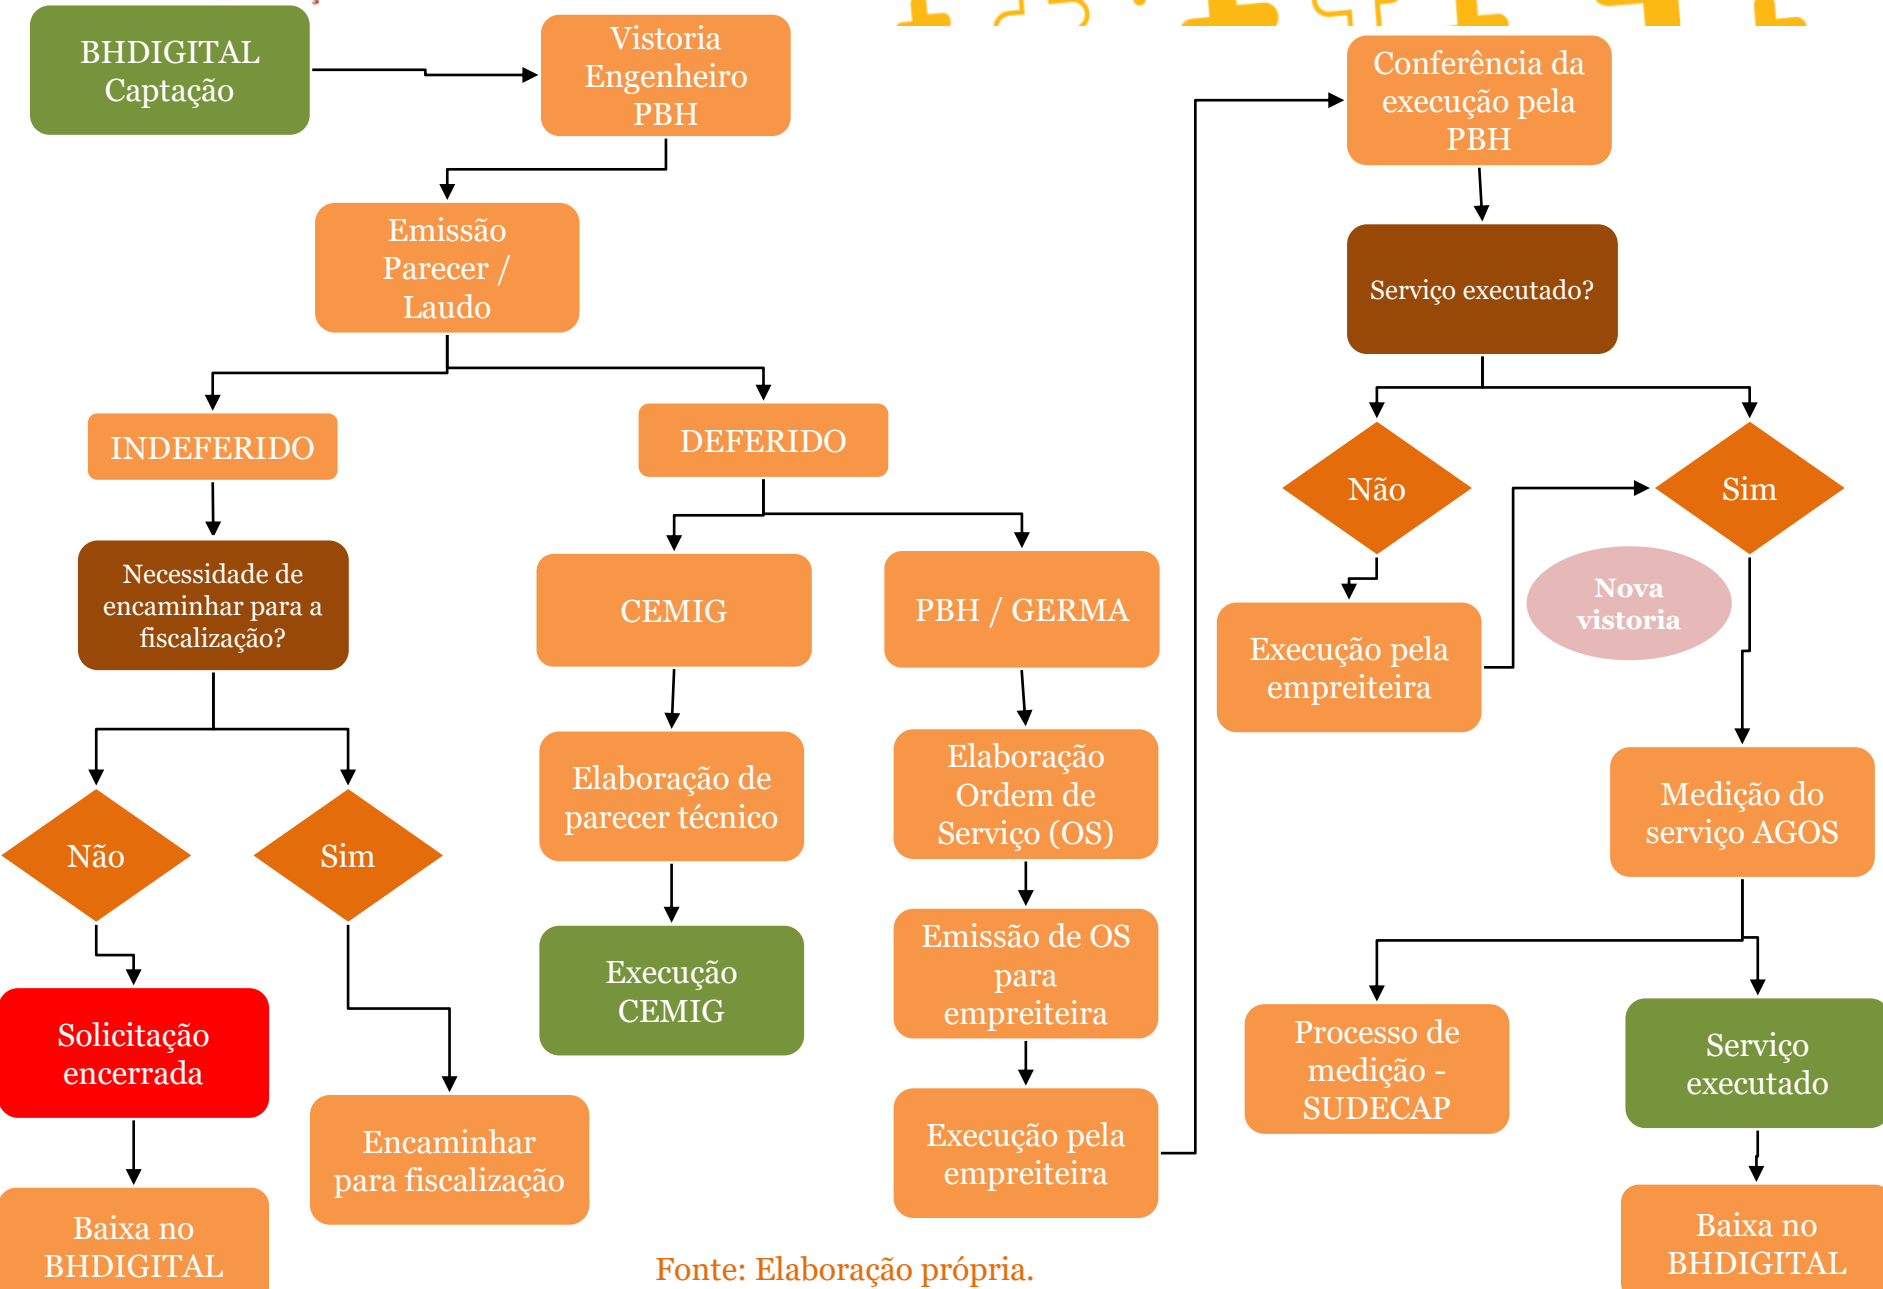 BHDIGITAL
Captação
Vistoria
Engenheiro
PBH
Emissão
Parecer /
Laudo
INDEFERIDO
DEFERIDO
Necessidade de
encaminhar para a
fiscalização?
Não
Sim
Solicitação
encerrada
Baixa no
BHDIGITAL
Encaminhar
para fiscalização
CEMIG
Elaboração de
parecer técnico
Execução
CEMIG
PBH / GERMA
Elaboração
Ordem de
Serviço (OS)
Emissão de OS
para
empreiteira
Execução pela
empreiteira
Conferência da
execução pela
PBH
Serviço executado?
Não
Sim
Execução pela
empreiteira
Nova
vistoria
Medição do
serviço AGOS
Processo de
medição -
SUDECAP
Serviço
executado
Baixa no
BHDIGITAL
Fonte: Elaboração própria.